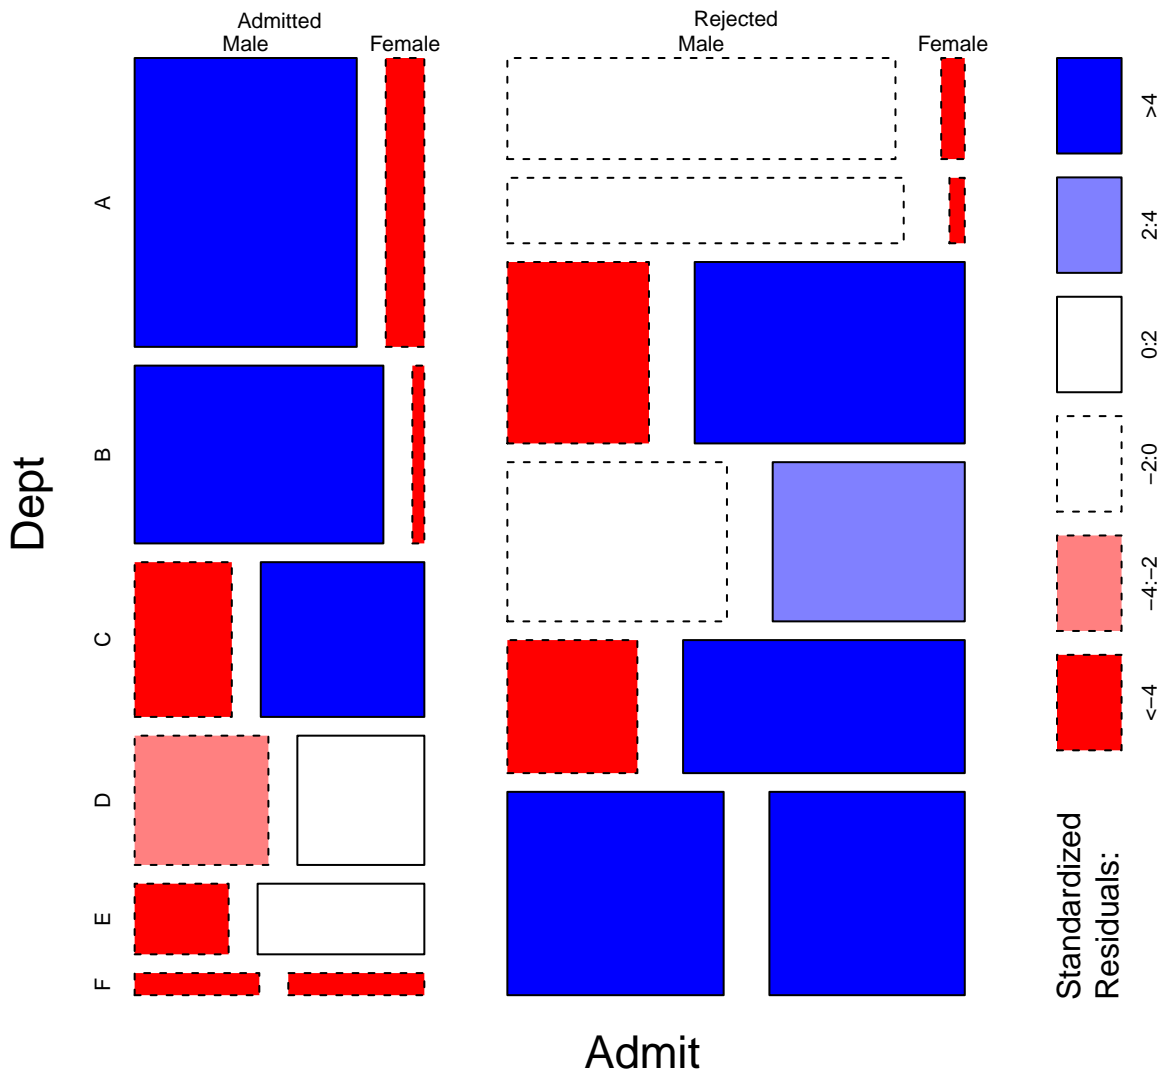 Admitted
Rejected
Male
Female
Male
Female
A
B
C
D
E
F
Dept
Admit
>4
2:4
0:2
−2:0
−4:−2
<−4
Standardized
Residuals: